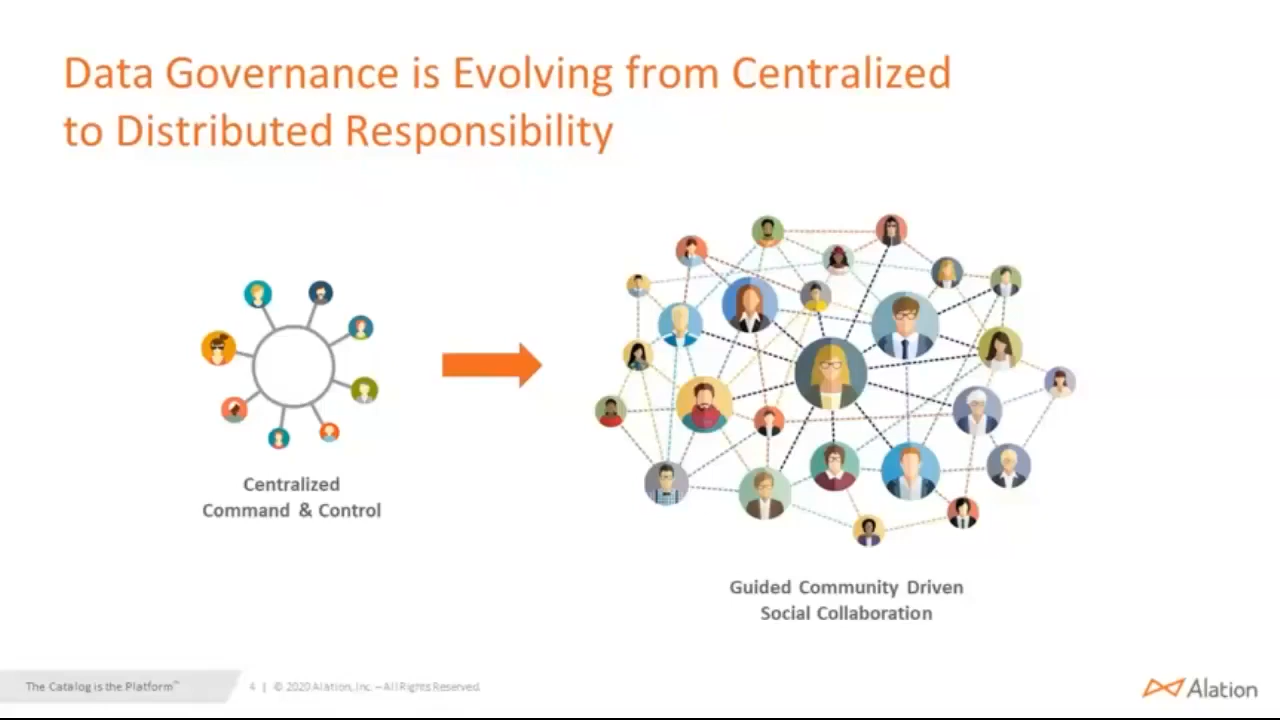 Data Governance is Evolving from Centralized
to Distributed Responsibility
Centralized
Command & Control
Guided Community Driven
Social Collaboration
The Catalog is the Platform™
4 | © 2020 Alation, Inc. – All Rights Reserved.
Alation